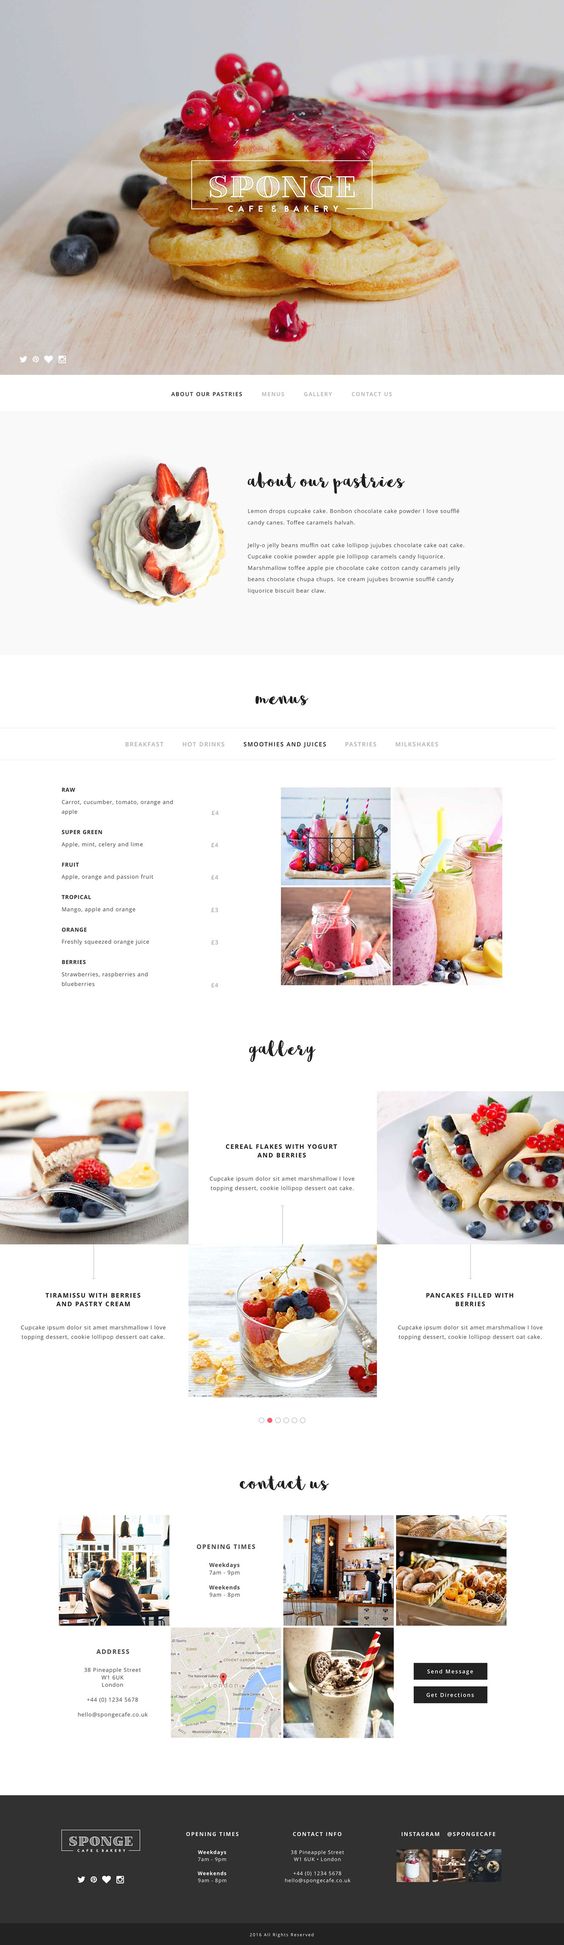 SPONGE
CAFE & BAKERY
ABOUT OUR PASTRIES MENUS GALLERY CONTACT US
about our pastries
Lemon drops cupcake cake. Bonbon chocolate cake powder I love soufflé
candy canes. Toffee caramels halvah.
Jelly-o jelly beans muffin oat cake lollipop jujubes chocolate cake oat cake.
Cupcake cookie powder apple pie lollipop caramels candy liquorice.
Marshmallow toffee apple pie chocolate cake cotton candy caramels jelly
beans chocolate chupa chups. Ice cream jujubes brownie soufflé candy
liquorice biscuit bear claw.
menus
BREAKFAST HOT DRINKS SMOOTHIES AND JUICES PASTRIES MILKSHAKES
RAW
Carrot, cucumber, tomato, orange and
apple £4
SUPER GREEN
Apple, mint, celery and lime £4
FRUIT
Apple, orange and passion fruit £4
TROPICAL
Mango, apple and orange £3
ORANGE
Freshly squeezed orange juice £3
BERRIES
Strawberries, raspberries and
blueberries £4
gallery
CEREAL FLAKES WITH YOGURT
AND BERRIES
Cupcake ipsum dolor sit amet marshmallow I love
topping dessert, cookie lollipop dessert oat cake.
TIRAMISSU WITH BERRIES
AND PASTRY CREAM
Cupcake ipsum dolor sit amet marshmallow I love
topping dessert, cookie lollipop dessert oat cake.
PANCAKES FILLED WITH
BERRIES
Cupcake ipsum dolor sit amet marshmallow I love
topping dessert, cookie lollipop dessert oat cake.
contact us
OPENING TIMES
Weekdays
7am - 9pm
Weekends
9am - 8pm
ADDRESS
38 Pineapple Street
W1 6UK
London
+44 (0) 1234 5678
hello@spongecafe.co.uk
COVENT GARDEN
London
Send Message
Get Directions
SPONGE
CAFE & BAKERY
OPENING TIMES
Weekdays
7am - 9pm
Weekends
9am - 8pm
CONTACT INFO
38 Pineapple Street
W1 6UK • London
+44 (0) 1234 5678
hello@spongecafe.co.uk
INSTAGRAM @SPONGECAFE
2016 All Rights Reserved